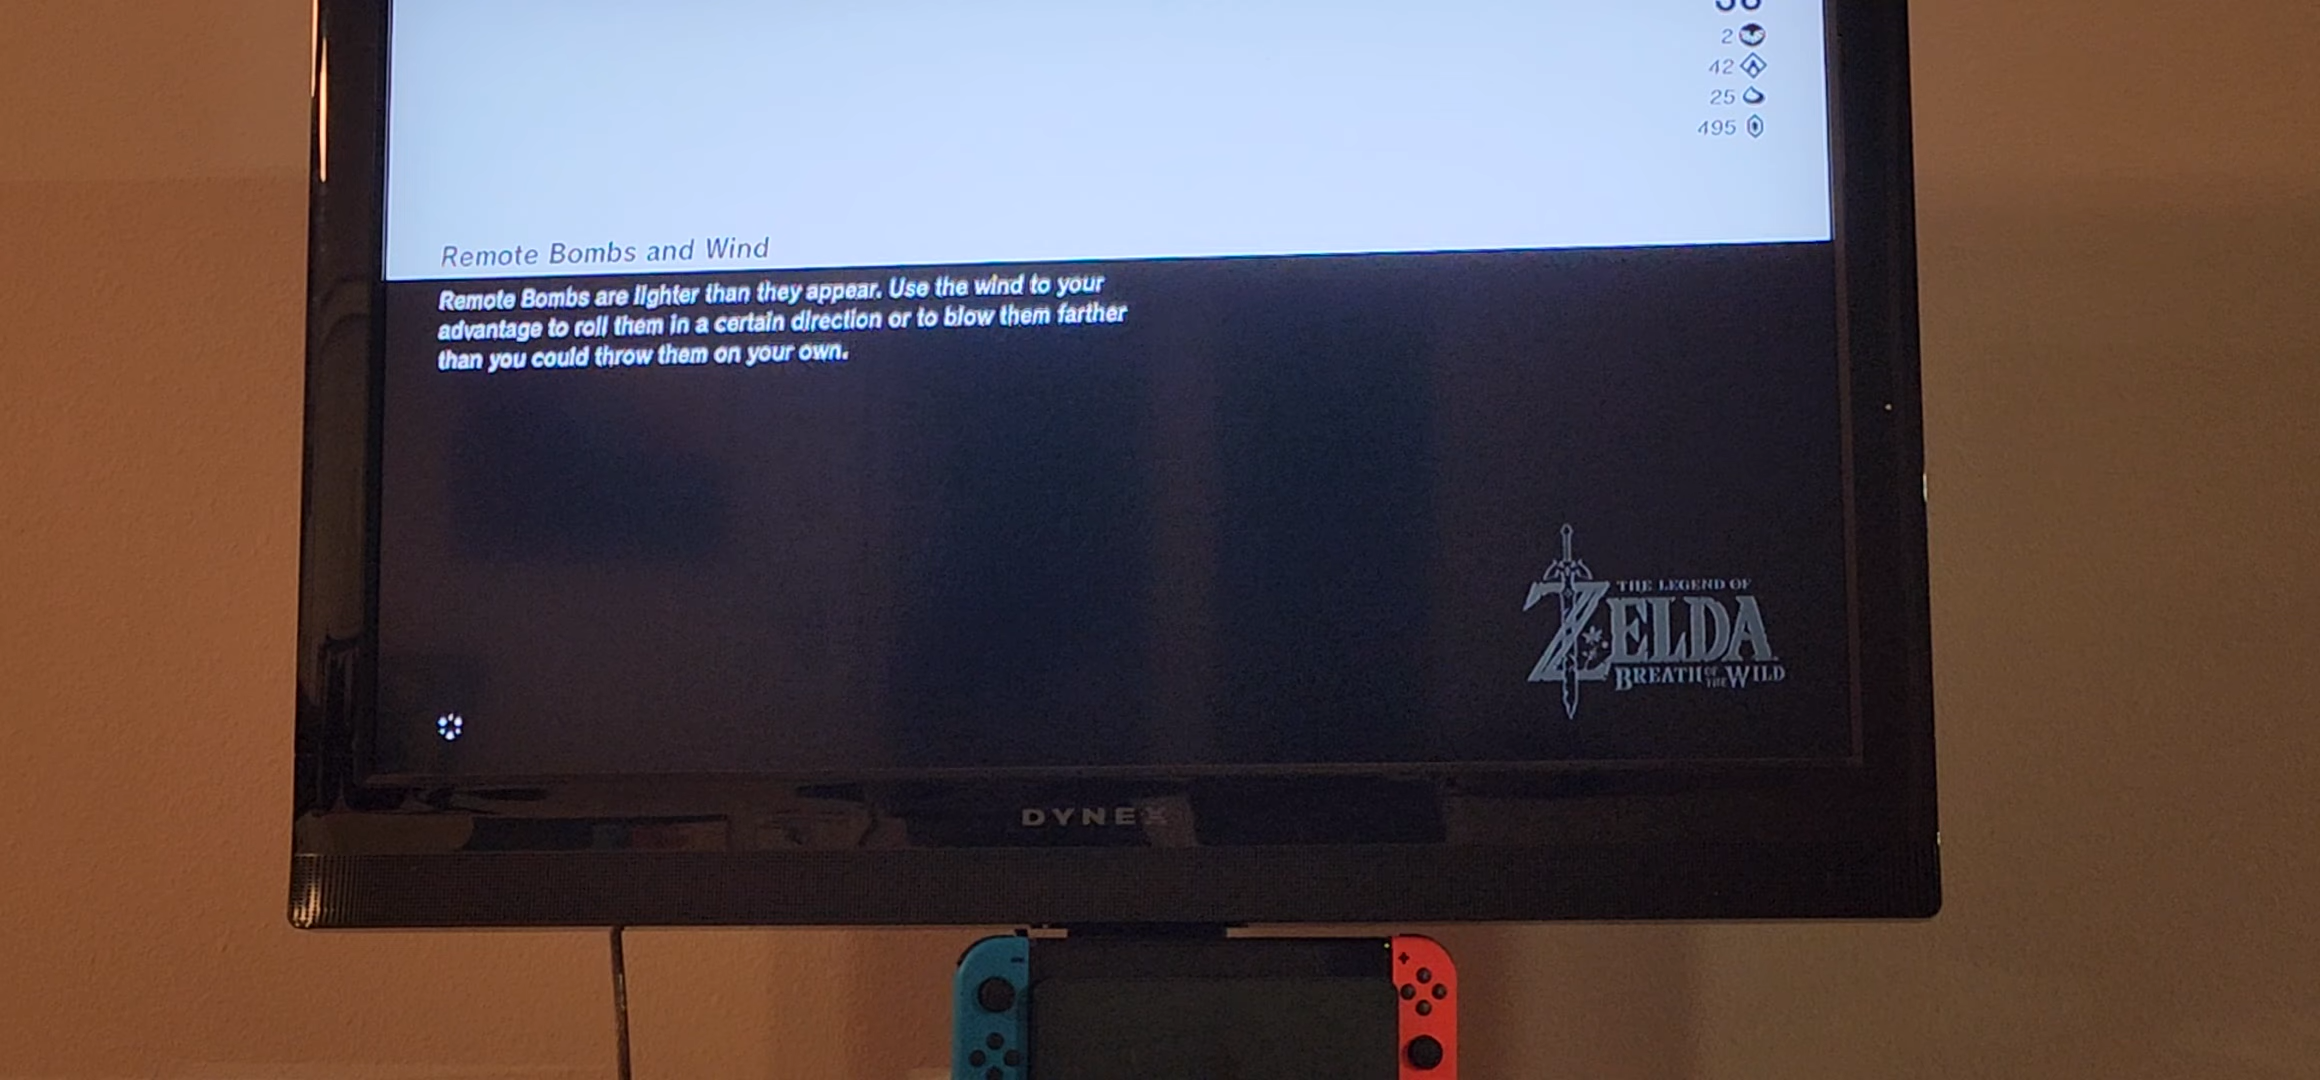 2
42
25
495
Remote Bombs and Wind
Remote Bombs are lighter than they appear. Use the wind to your
advantage to roll them in a certain direction or to blow them farther
than you could throw them on your own.
THE LEGEND OF
ZELDA
BREATH OF THE WILD
DYNEX